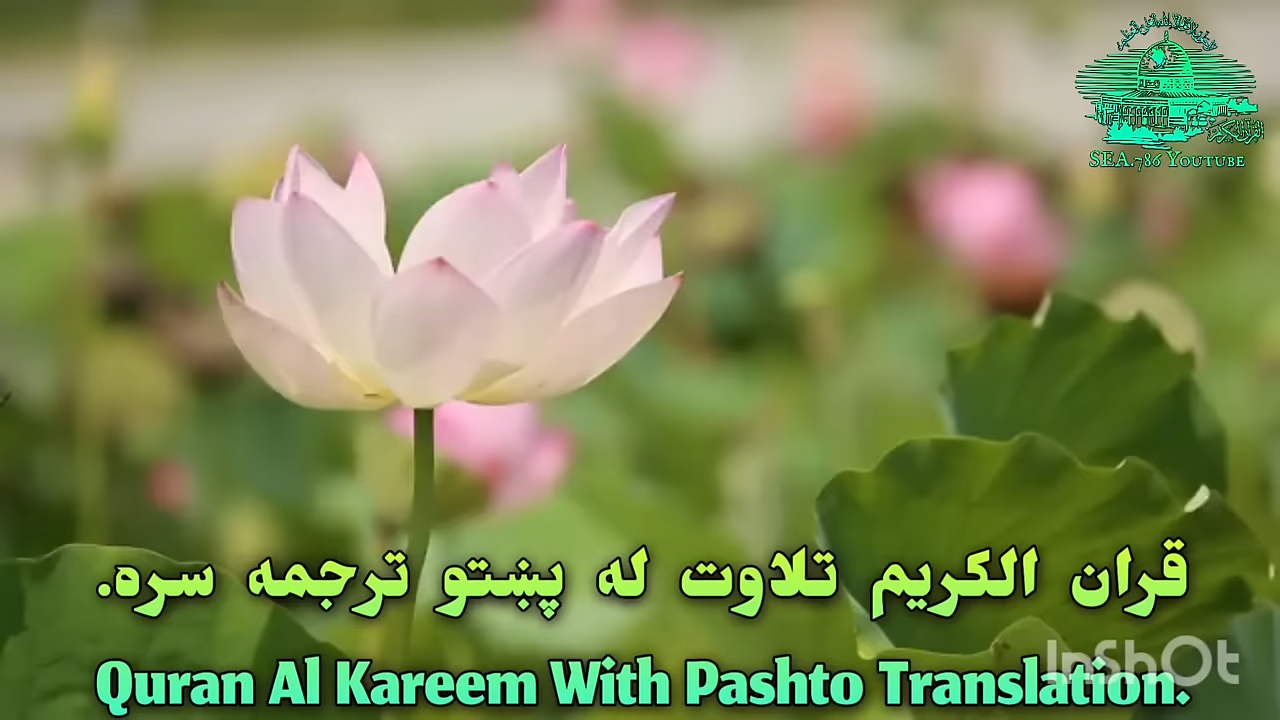 SEA.786 YOUTUBE
قران الکریم تلاوت له پښتو ترجمه سره.
Quran Al Kareem With Pashto Translation.
InShOt